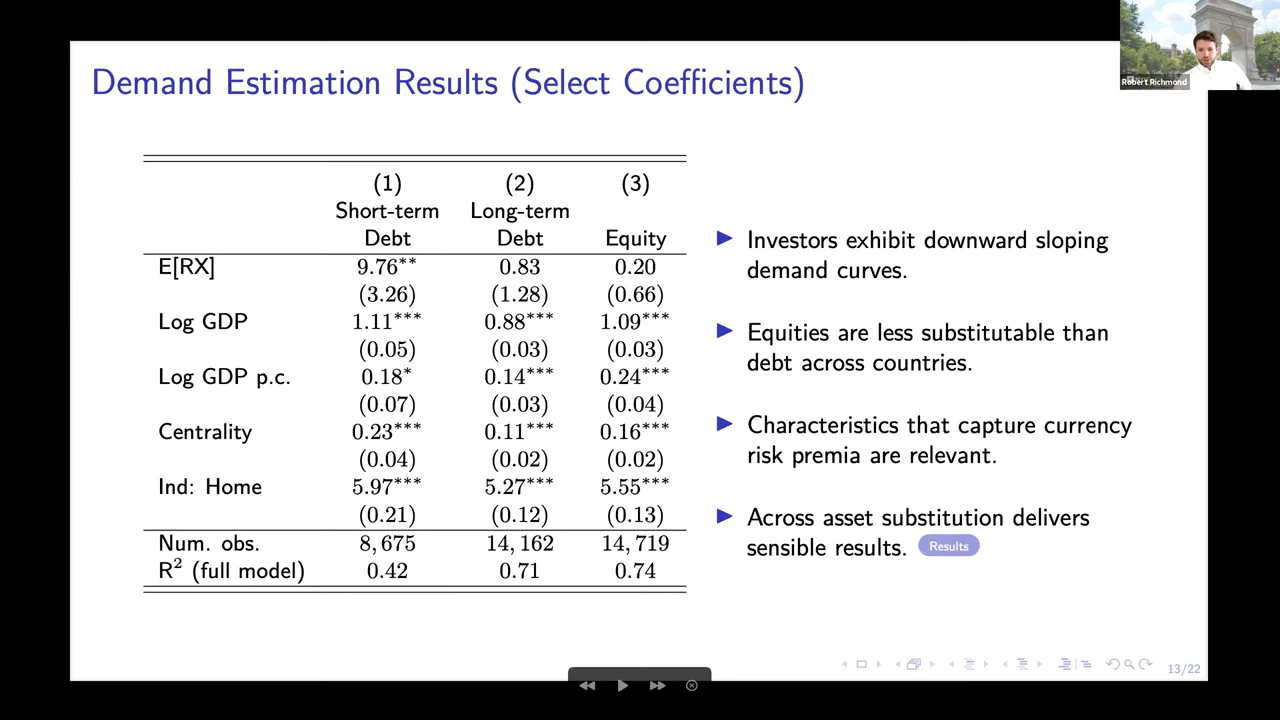 Robert Richmond
Demand Estimation Results (Select Coefficients)
(1) (2) (3)
Short-term Long-term
Debt Debt Equity
E[RX] 9.76** 0.83 0.20
(3.26) (1.28) (0.66)
Log GDP 1.11*** 0.88*** 1.09***
(0.05) (0.03) (0.03)
Log GDP p.c. 0.18* 0.14*** 0.24***
(0.07) (0.03) (0.04)
Centrality 0.23*** 0.11*** 0.16***
(0.04) (0.02) (0.02)
Ind: Home 5.97*** 5.27*** 5.55***
(0.21) (0.12) (0.13)
Num. obs. 8,675 14,162 14,719
R² (full model) 0.42 0.71 0.74
Investors exhibit downward sloping
demand curves.
Equities are less substitutable than
debt across countries.
Characteristics that capture currency
risk premia are relevant.
Across asset substitution delivers
sensible results. Results
13/22